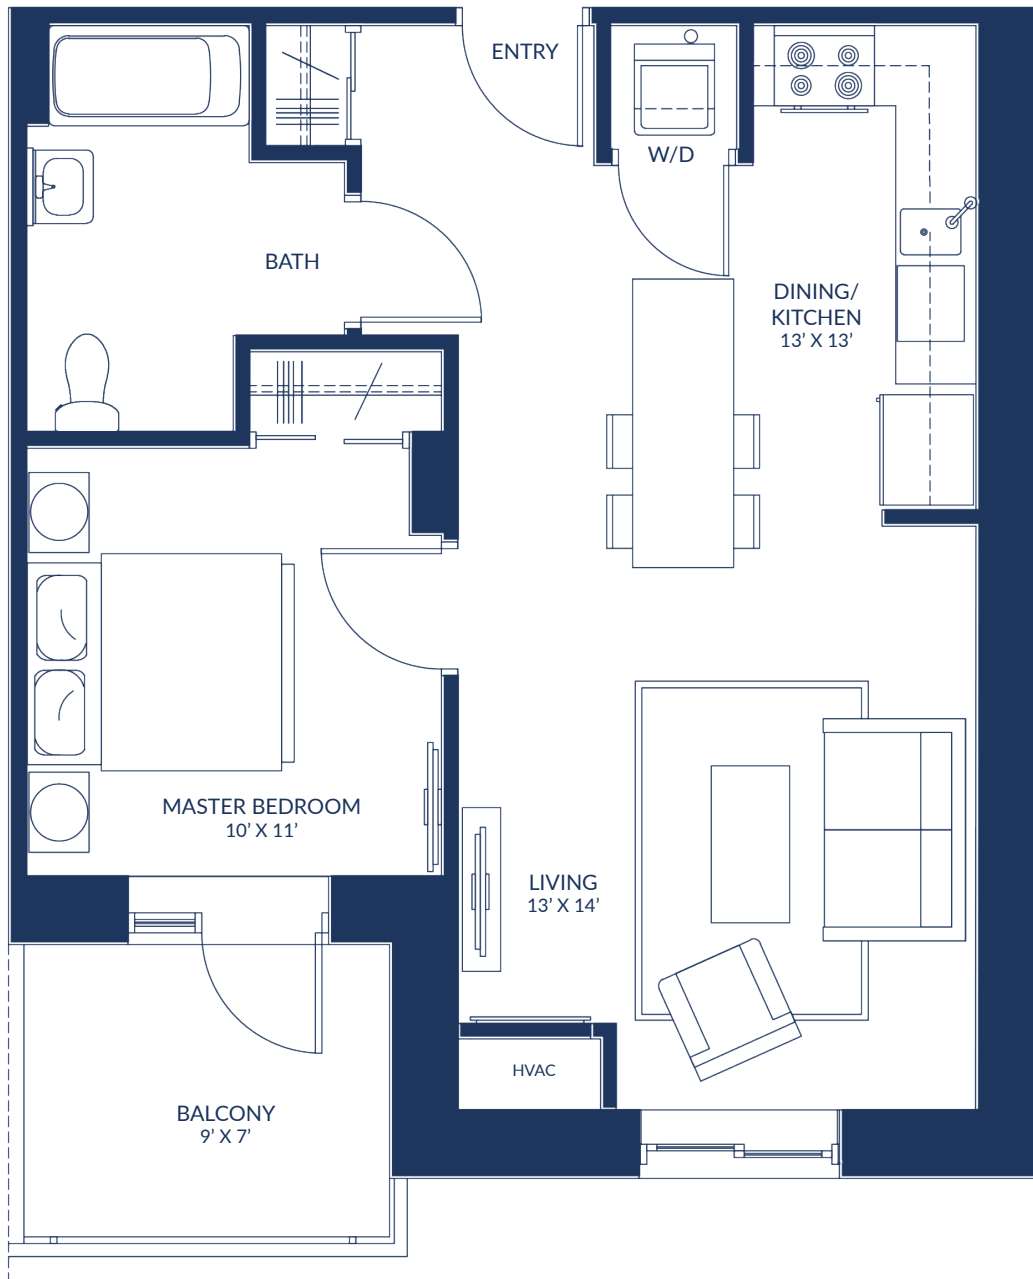 ENTRY
W/D
BATH
DINING/
KITCHEN
13’ X 13’
MASTER BEDROOM
10’ X 11’
LIVING
13’ X 14’
HVAC
BALCONY
9’ X 7’